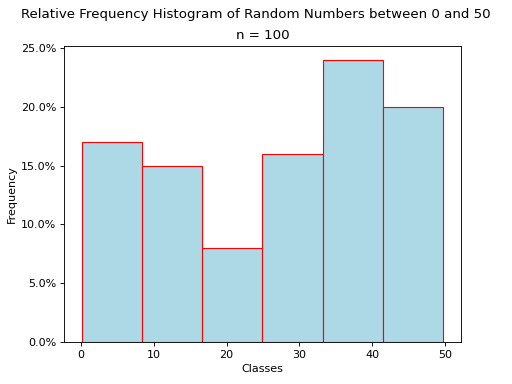 Relative Frequency Histogram of Random Numbers between 0 and 50
n = 100
25.0%
20.0%
15.0%
10.0%
5.0%
0.0%
Frequency
0 10 20 30 40 50
Classes